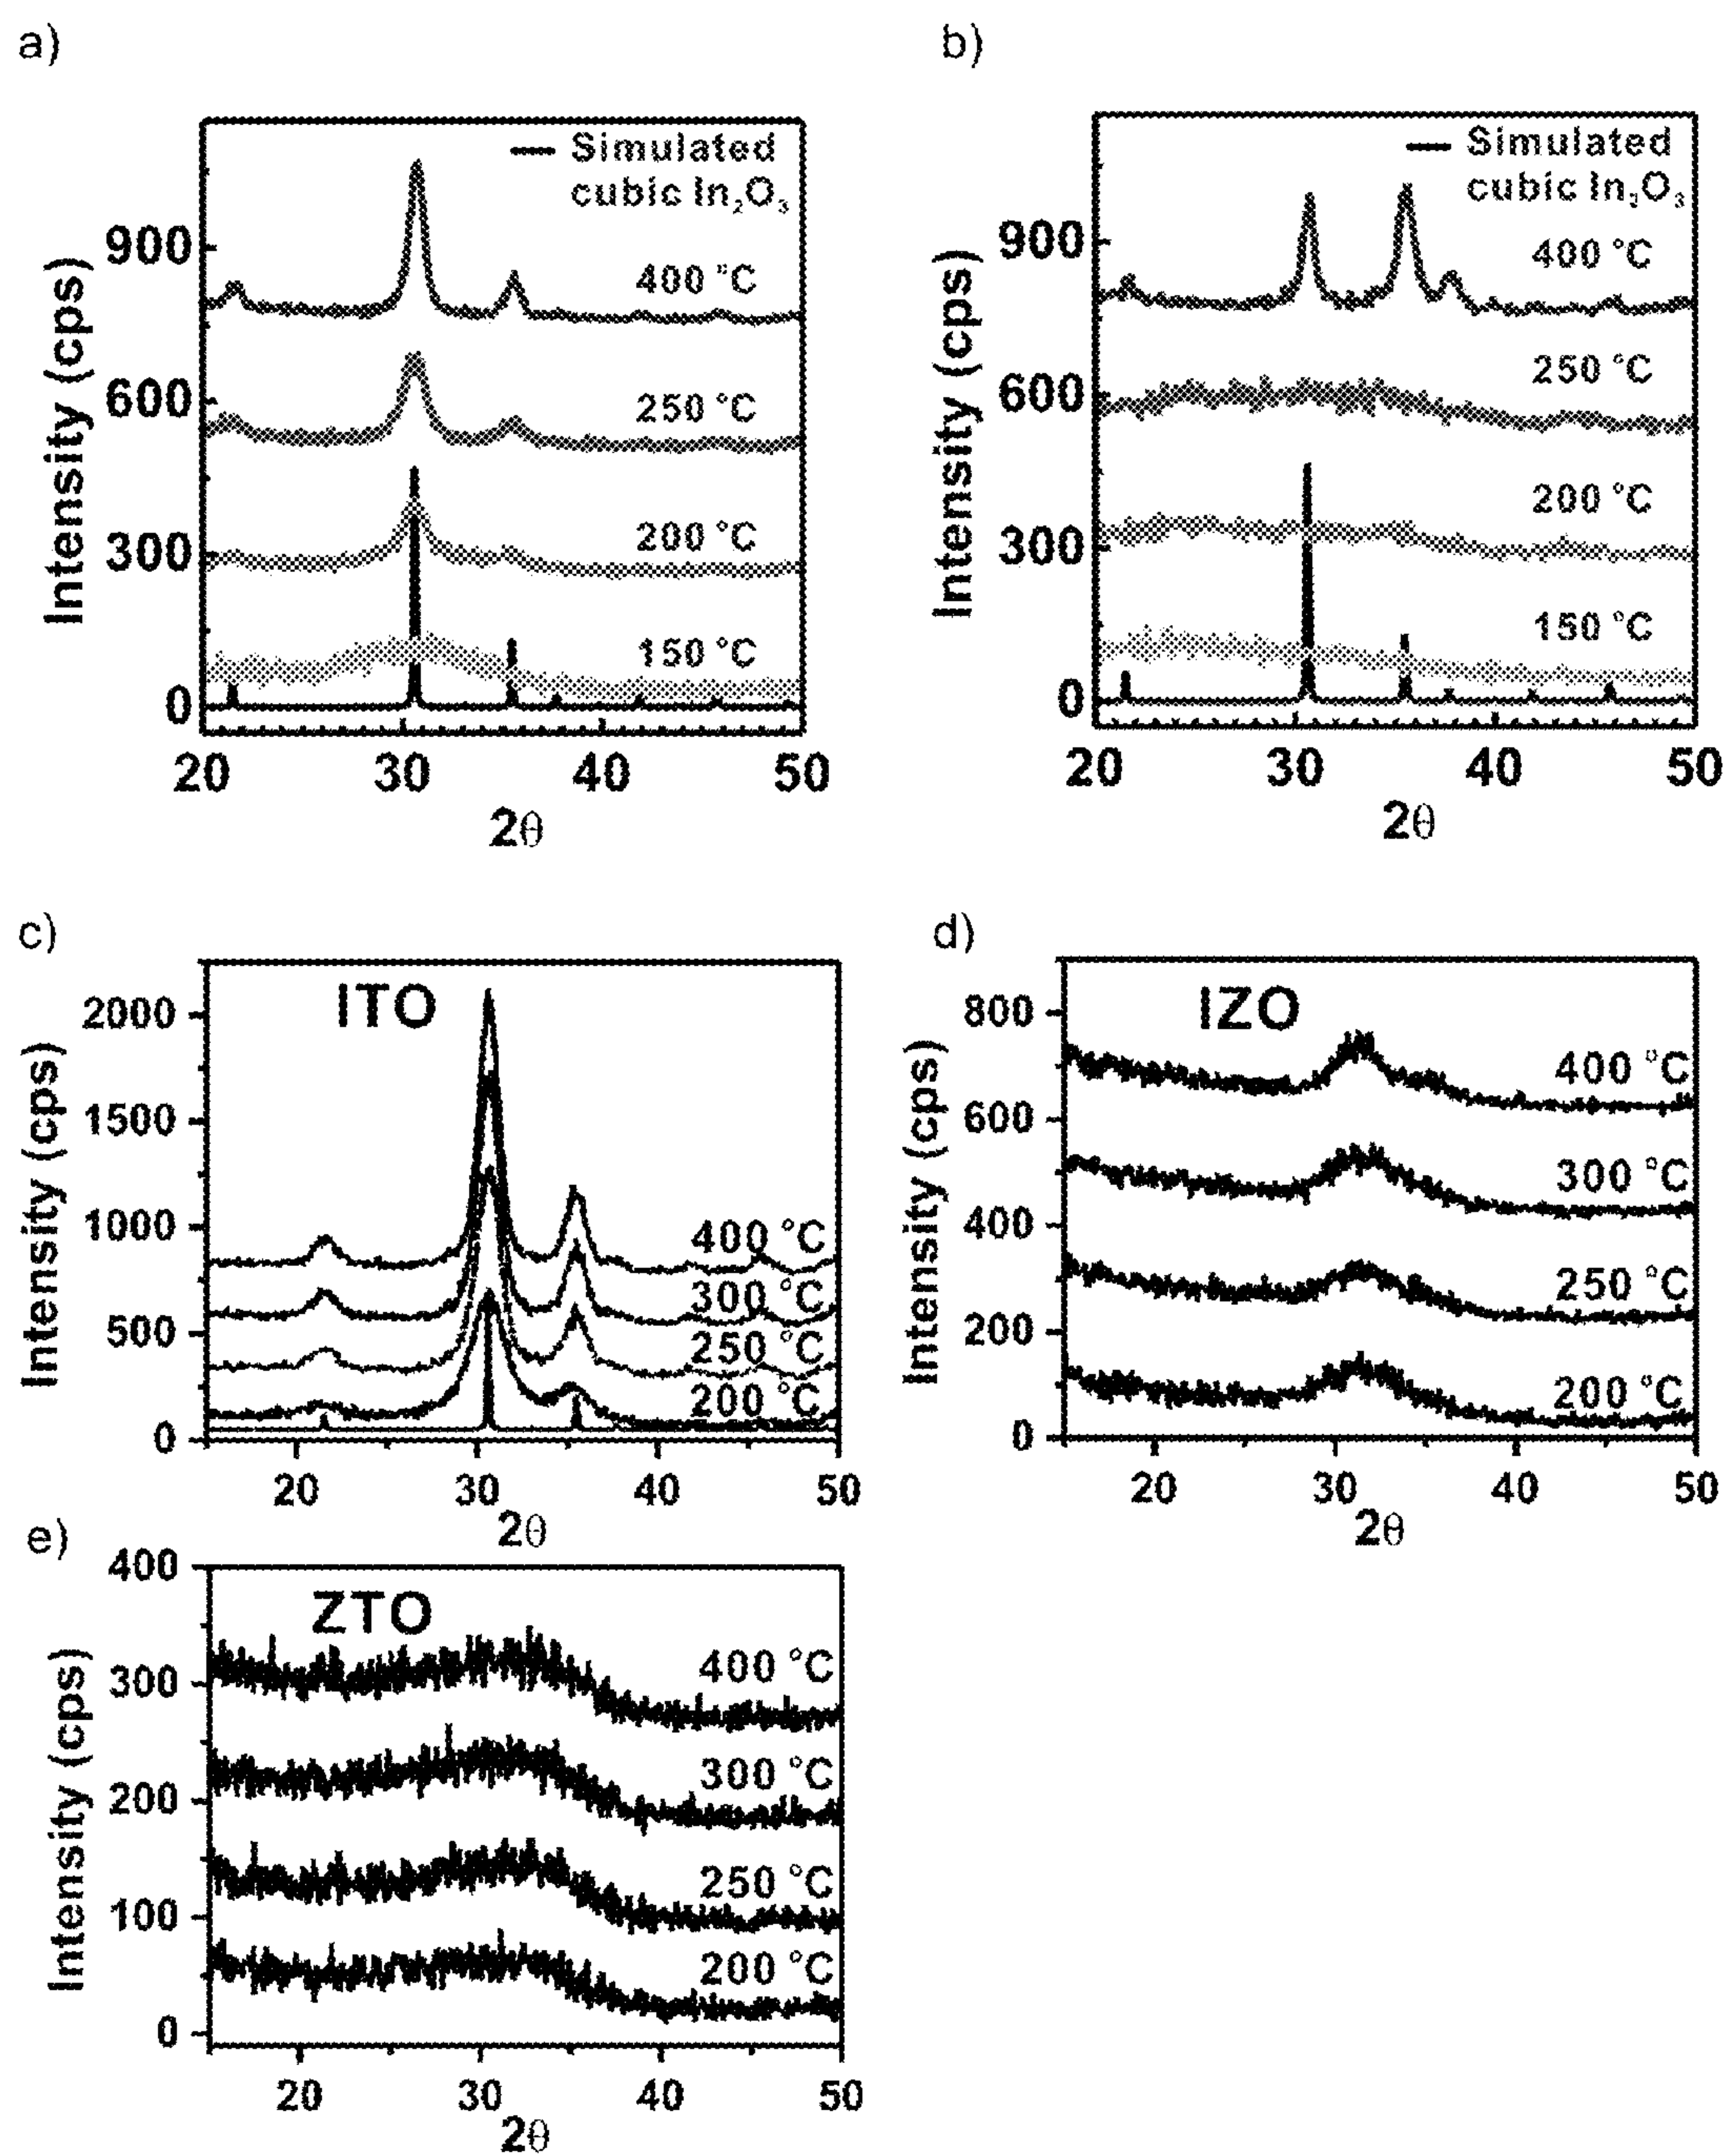 a)
Simulated
cubic In₂O₃
400 °C
250 °C
200 °C
150 °C
900
600
300
0
Intensity (cps)
20 30 40 50
2θ
b)
Simulated
cubic In₂O₃
400 °C
250 °C
200 °C
150 °C
900
600
300
0
Intensity (cps)
20 30 40 50
2θ
c)
ITO
2000
1500
1000
500
0
Intensity (cps)
400 °C
300 °C
250 °C
200 °C
20 30 40 50
2θ
d)
IZO
800
600
400
200
0
Intensity (cps)
400 °C
300 °C
250 °C
200 °C
20 30 40 50
2θ
e)
ZTO
400
300
200
100
0
Intensity (cps)
400 °C
300 °C
250 °C
200 °C
20 30 40 50
2θ